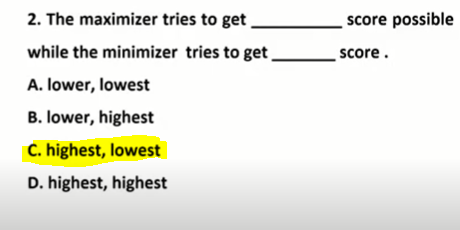 2. The maximizer tries to get __________ score possible
while the minimizer tries to get _______ score .
A. lower, lowest
B. lower, highest
C. highest, lowest
D. highest, highest